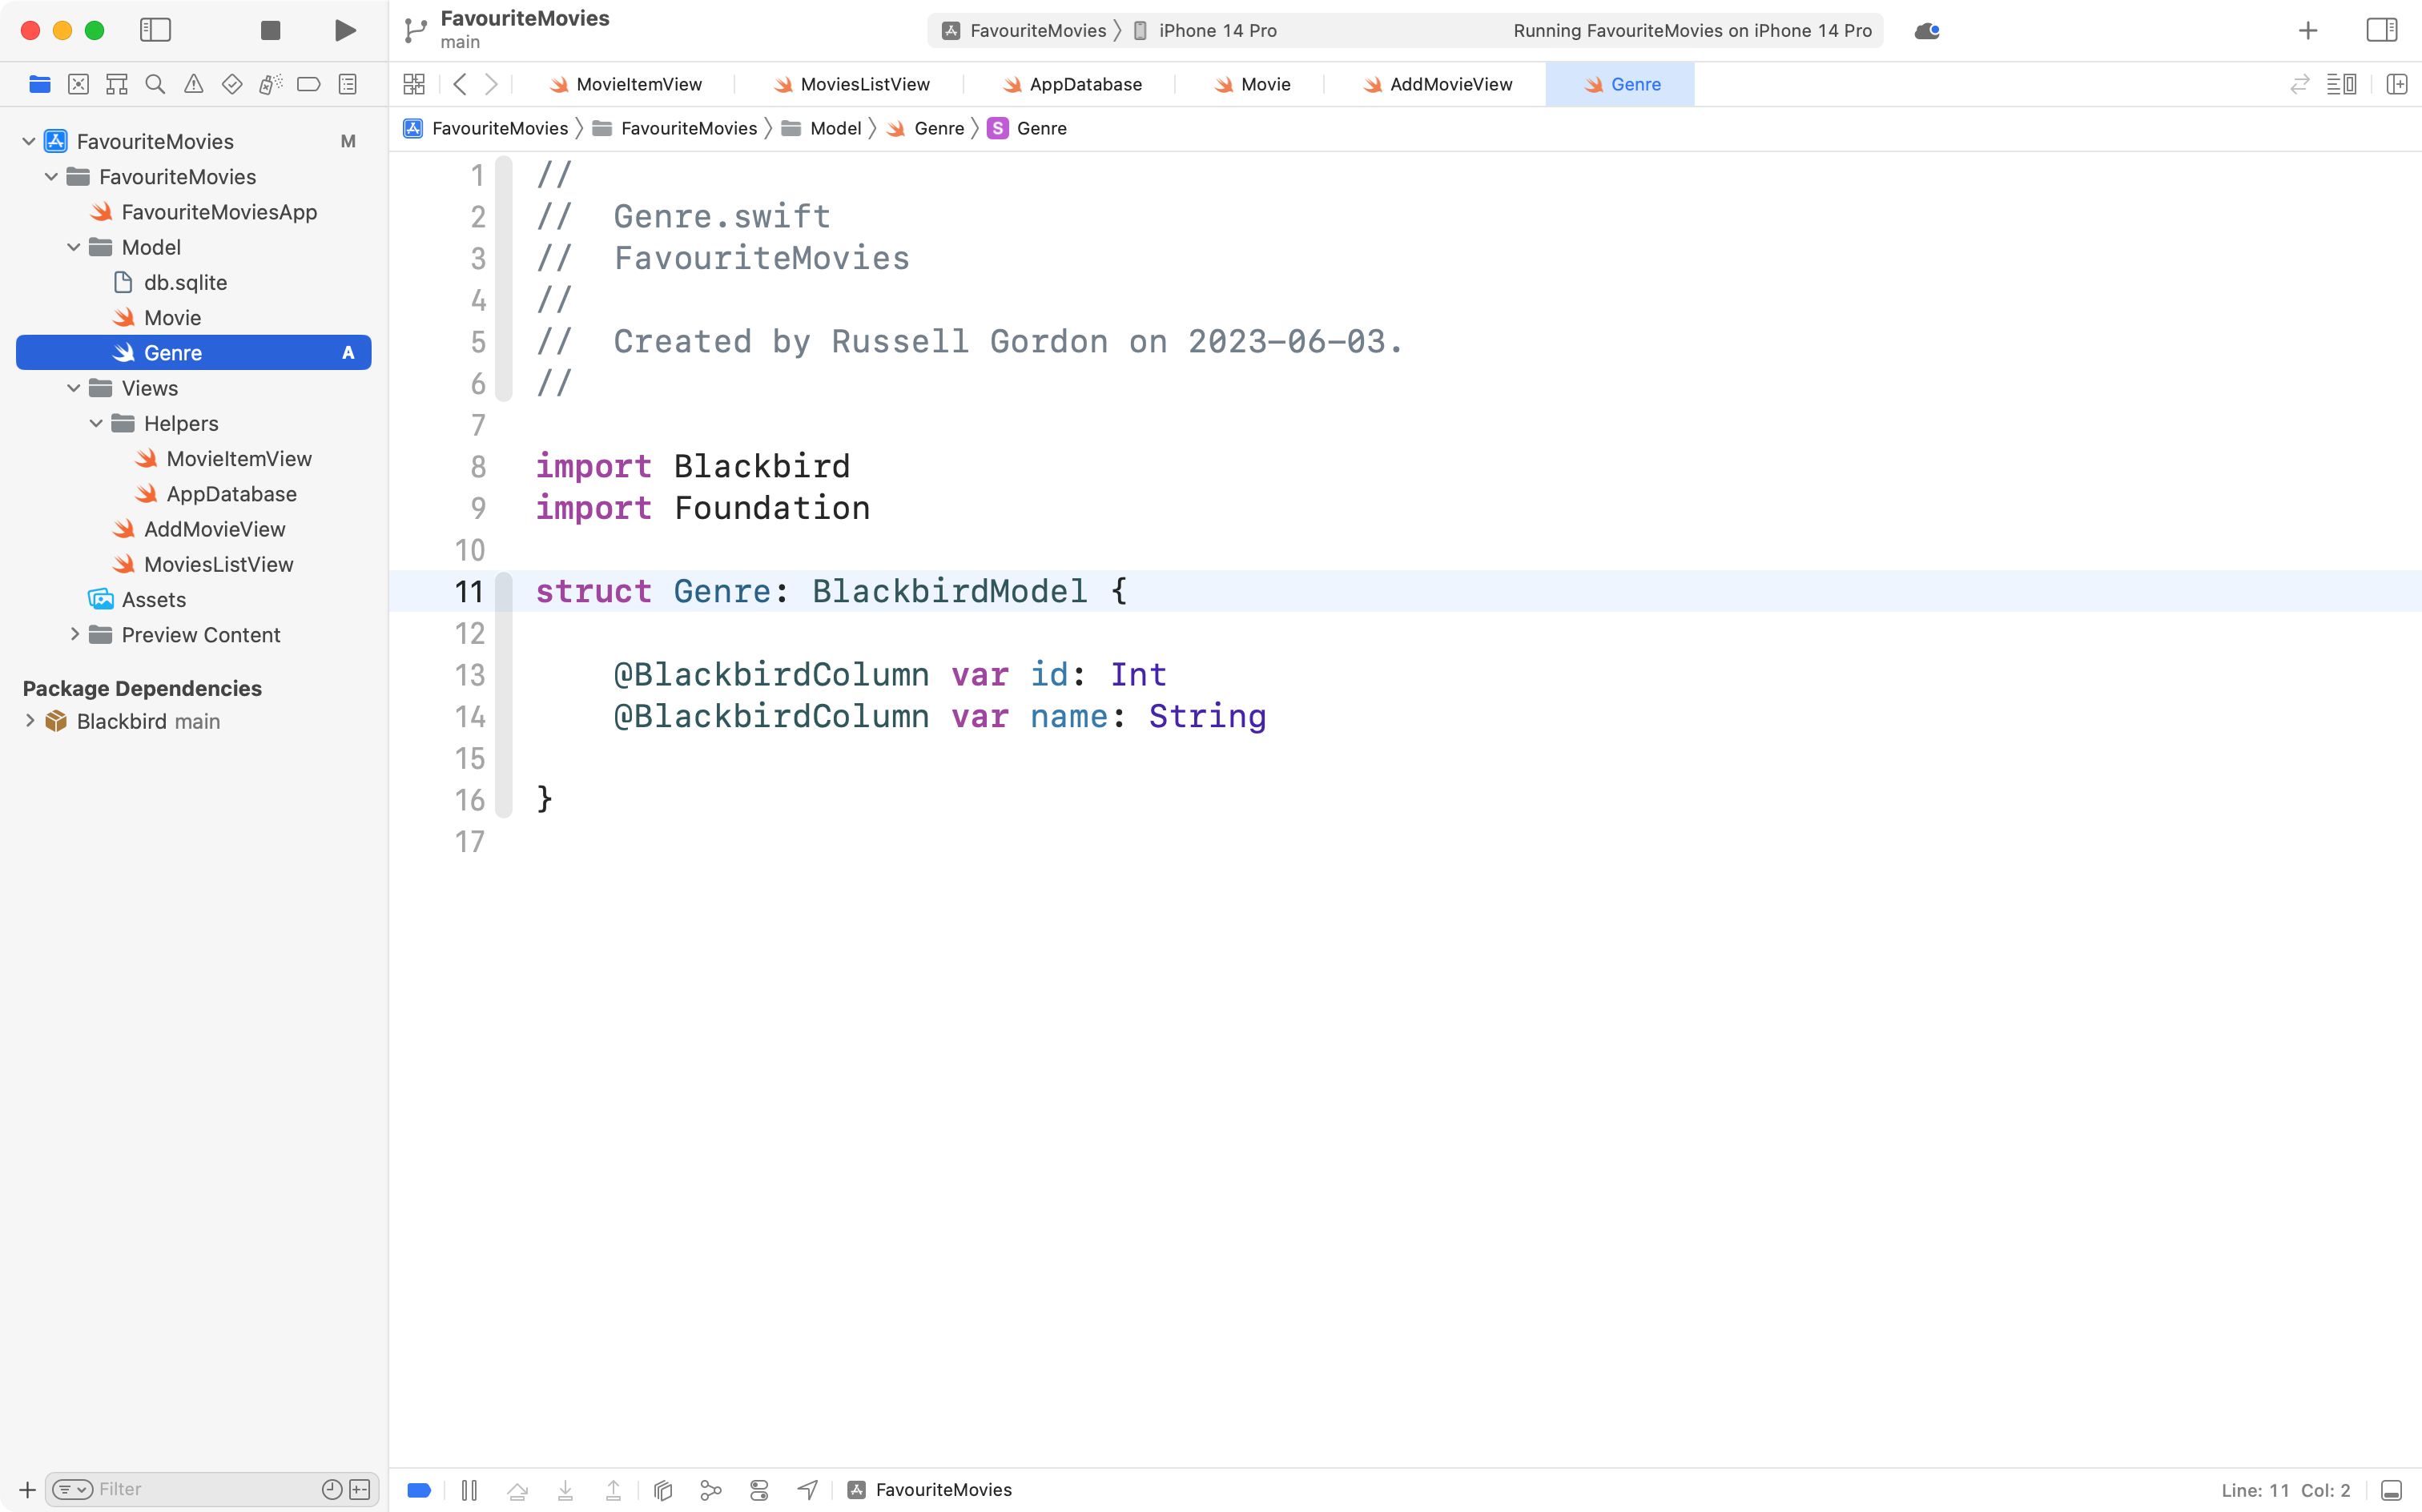 FavouriteMovies
main
FavouriteMovies
iPhone 14 Pro
Running FavouriteMovies on iPhone 14 Pro
MovieItemView
MoviesListView
AppDatabase
Movie
AddMovieView
Genre
FavouriteMovies
FavouriteMovies
Model
Genre
S
Genre
FavouriteMovies M
FavouriteMovies
FavouriteMoviesApp
Model
db.sqlite
Movie
Genre A
Views
Helpers
MovieItemView
AppDatabase
AddMovieView
MoviesListView
Assets
Preview Content
Package Dependencies
Blackbird main
Filter
1 //
2 //  Genre.swift
3 //  FavouriteMovies
4 //
5 //  Created by Russell Gordon on 2023-06-03.
6 //
7
8 import Blackbird
9 import Foundation
10
11 struct Genre: BlackbirdModel {
12
13     @BlackbirdColumn var id: Int
14     @BlackbirdColumn var name: String
15
16 }
17
FavouriteMovies
Line: 11 Col: 2